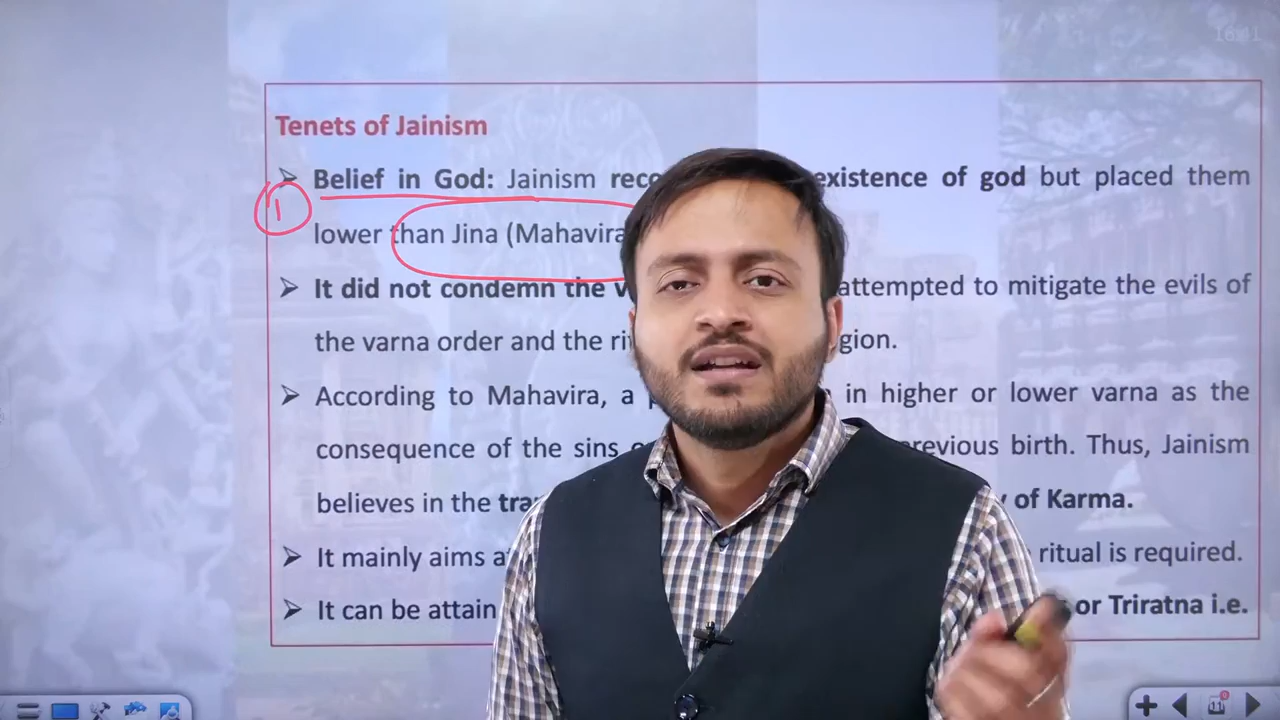 16:41
Tenets of Jainism
➢ Belief in God: Jainism existence of god but placed them
1
lower than Jina (Mahavira
➢ It did not condemn the attempted to mitigate the evils of
the varna order and the gion.
➢ According to Mahavira, a in higher or lower varna as the
consequence of the sins previous birth. Thus, Jainism
believes in the of Karma.
➢ It mainly aims ritual is required.
➢ It can be attain or Triratna i.e.
11